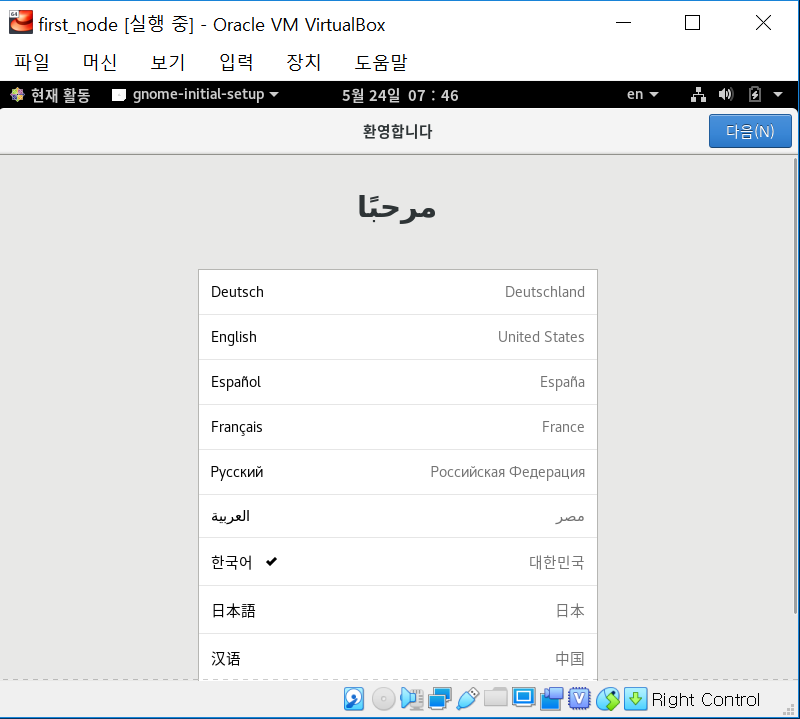 first_node [실행 중] - Oracle VM VirtualBox
파일 머신 보기 입력 장치 도움말
현재 활동 gnome-initial-setup 5월 24일 07 : 46 en
환영합니다 다음(N)
مرحبًا
Deutsch Deutschland
English United States
Español España
Français France
Русский Российская Федерация
العربية مصر
한국어 대한민국
日本語 日本
汉语 中国
Right Control